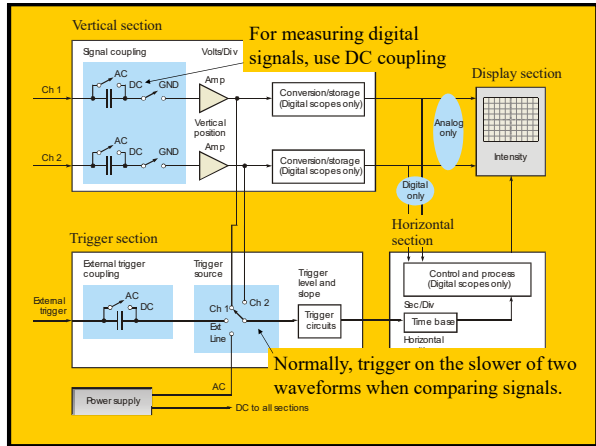 Vertical section
For measuring digital
signals, use DC coupling
Signal coupling
Volts/Div
AC
DC
GND
Amp
Ch 1
Conversion/storage
(Digital scopes only)
Vertical
position
AC
DC
GND
Amp
Ch 2
Conversion/storage
(Digital scopes only)
Display section
Analog
only
Intensity
Digital
only
Horizontal
section
Trigger section
External trigger
coupling
Trigger
source
Trigger
level and
slope
AC
DC
External
trigger
Ch 1
Ch 2
Ext
Line
Trigger
circuits
Control and process
(Digital scopes only)
Sec/Div
Time base
Horizontal
Normally, trigger on the slower of two
waveforms when comparing signals.
AC
Power supply
DC to all sections